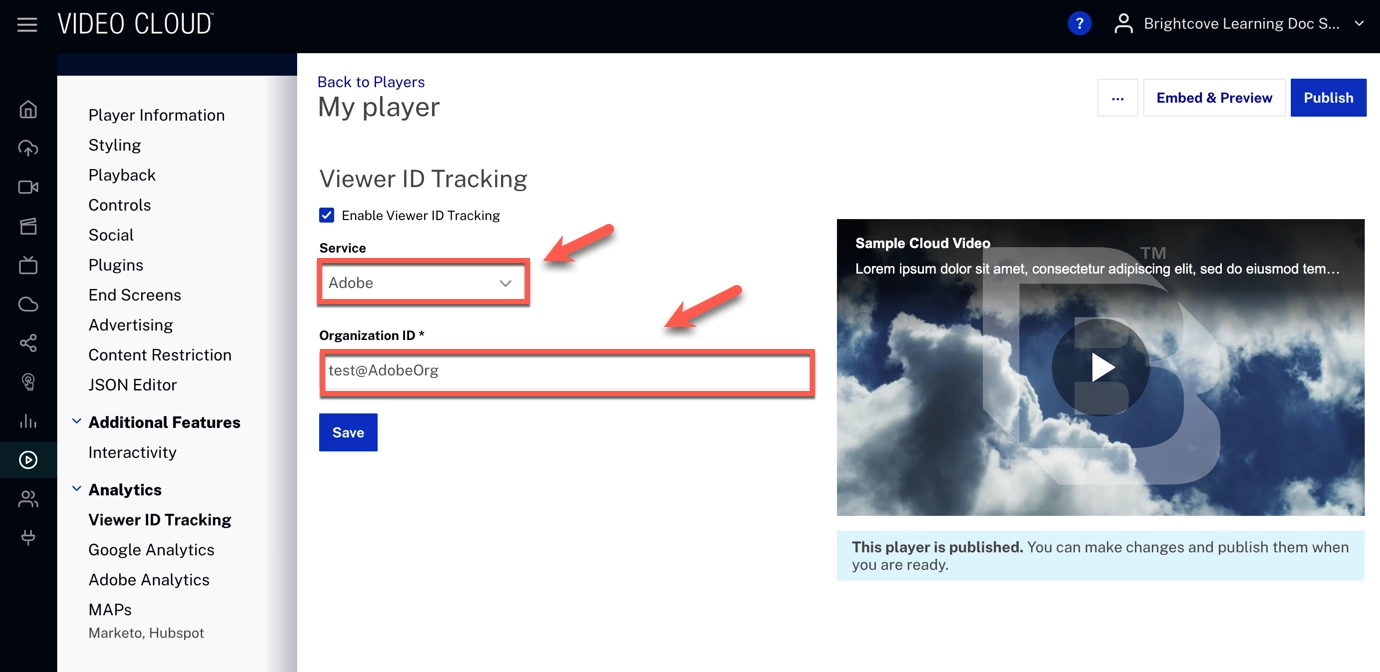 VIDEO CLOUD™
?
Brightcove Learning Doc S...
Player Information
Styling
Playback
Controls
Social
Plugins
End Screens
Advertising
Content Restriction
JSON Editor
Additional Features
Interactivity
Analytics
Viewer ID Tracking
Google Analytics
Adobe Analytics
MAPs
Marketo, Hubspot
Back to Players
My player
...
Embed & Preview
Publish
Viewer ID Tracking
Enable Viewer ID Tracking
Service
Adobe
Organization ID *
test@AdobeOrg
Save
Sample Cloud Video
Lorem ipsum dolor sit amet, consectetur adipiscing elit, sed do eiusmod tem...
B
TM
This player is published. You can make changes and publish them when
you are ready.